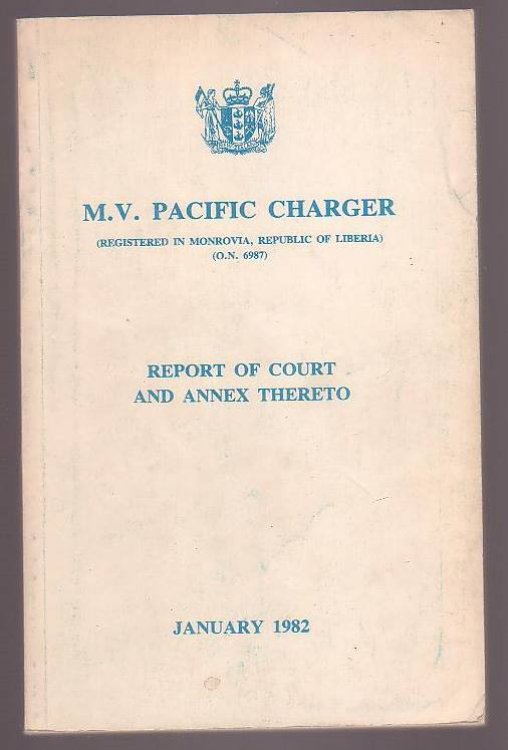 M.V. PACIFIC CHARGER
(REGISTERED IN MONROVIA, REPUBLIC OF LIBERIA)
(O.N. 6987)
REPORT OF COURT
AND ANNEX THERETO
JANUARY 1982